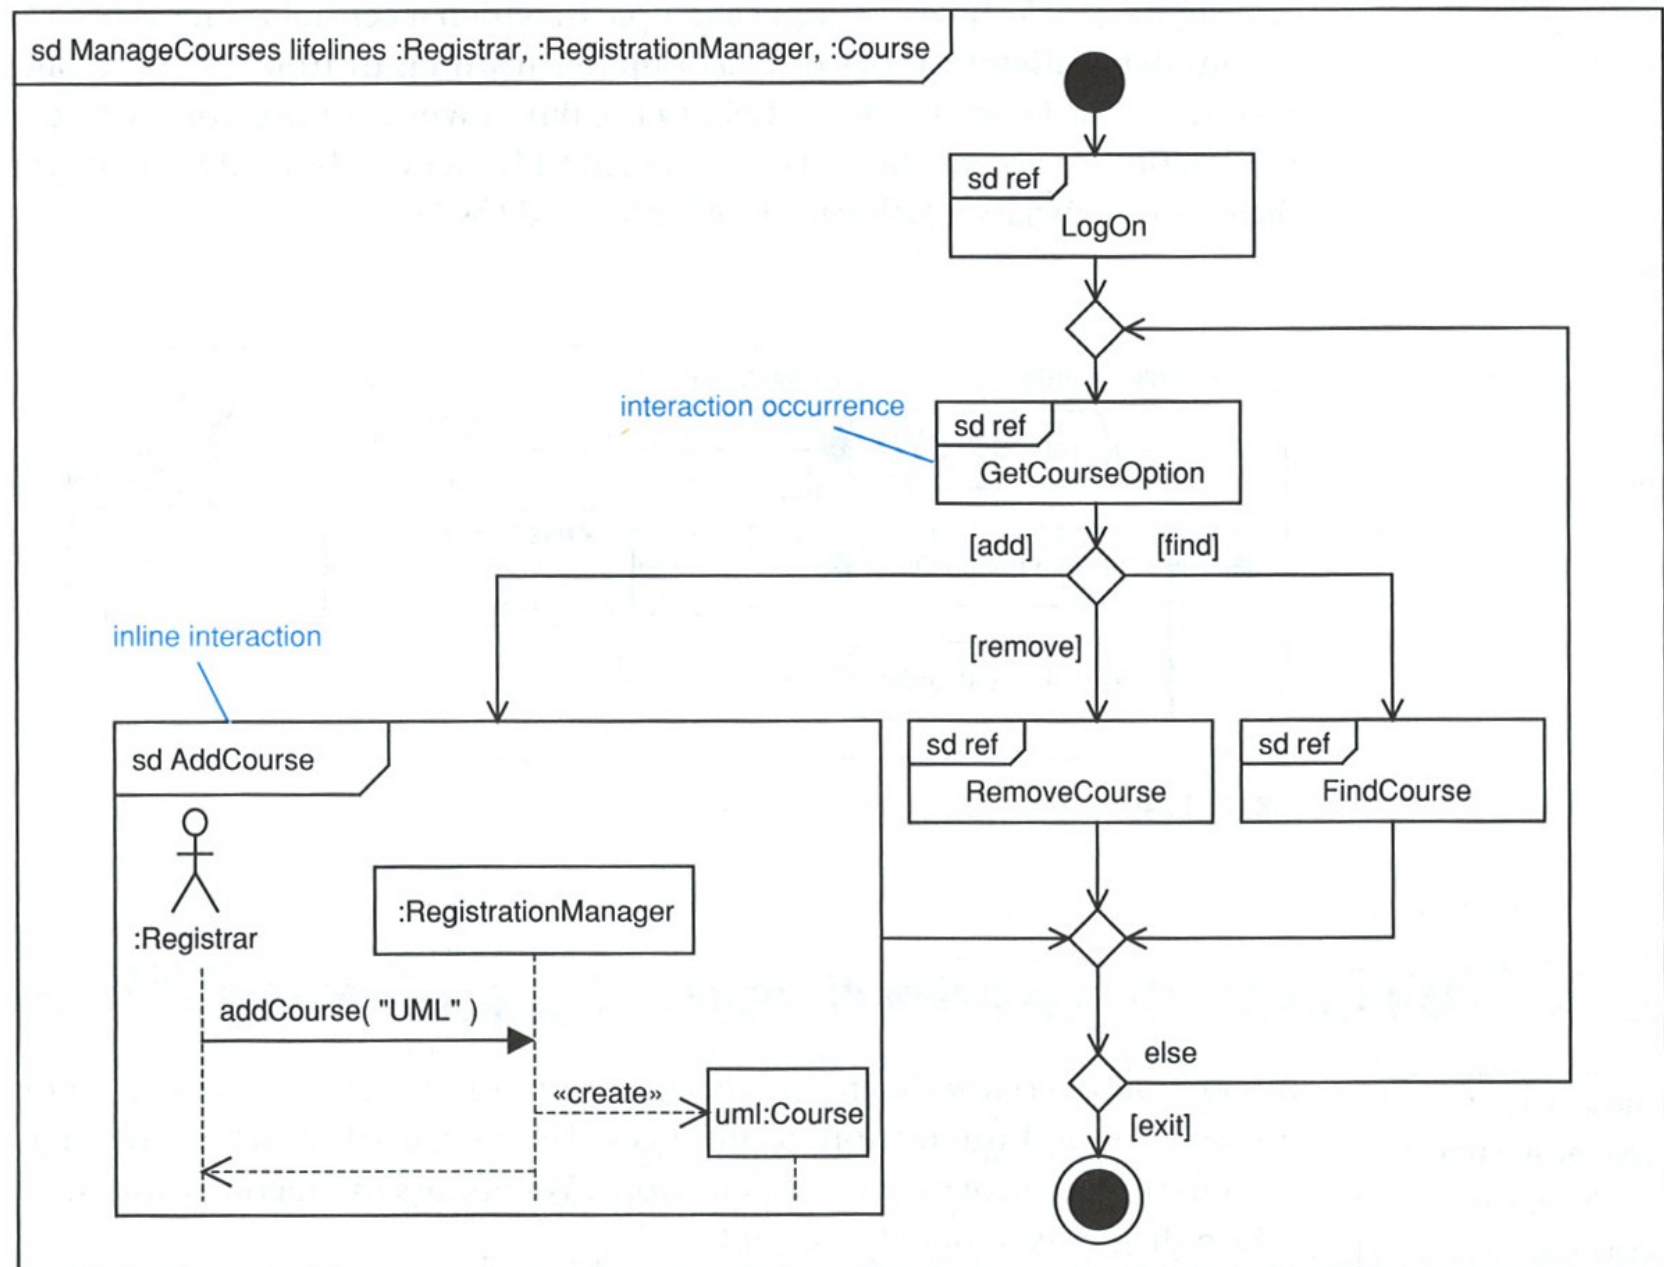 sd ManageCourses lifelines :Registrar, :RegistrationManager, :Course
sd ref
LogOn
interaction occurrence
sd ref
GetCourseOption
[add]
[find]
[remove]
inline interaction
sd AddCourse
sd ref
RemoveCourse
sd ref
FindCourse
:Registrar
:RegistrationManager
addCourse( "UML" )
«create»
uml:Course
else
[exit]